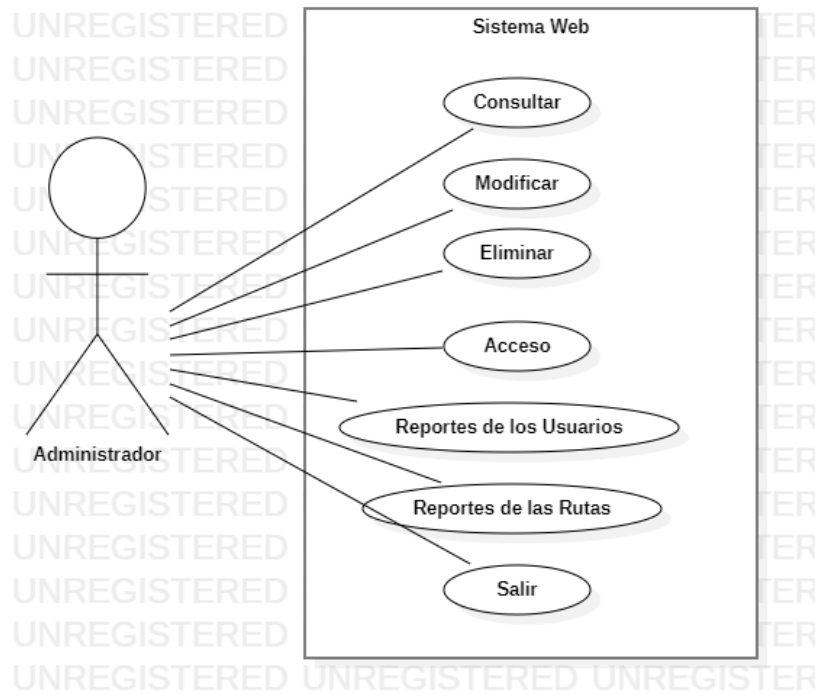 Sistema Web
Consultar
Modificar
Eliminar
Acceso
Reportes de los Usuarios
Administrador
Reportes de las Rutas
Salir
UNREGISTERED UNREGISTERED UNREGISTERED